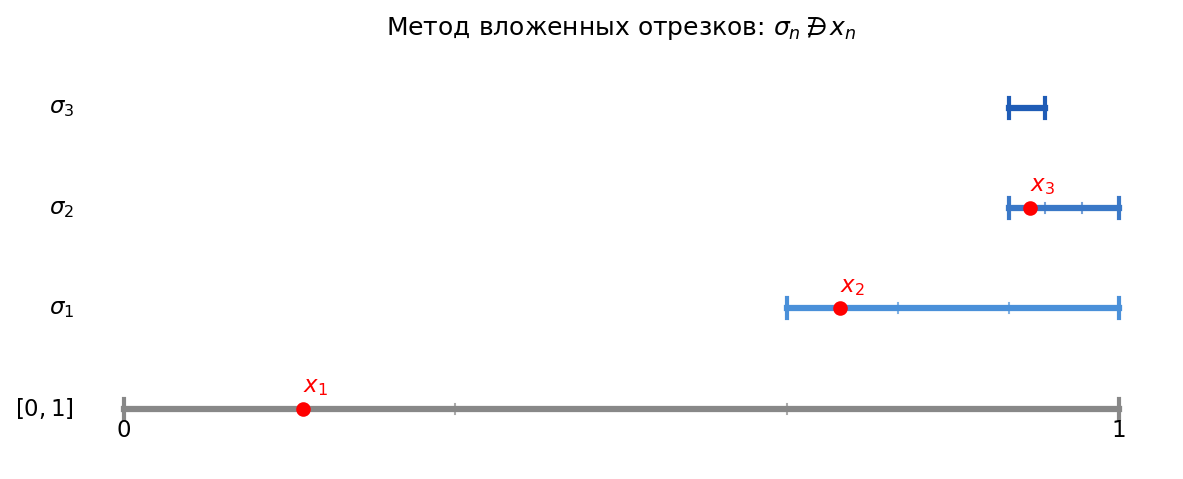 Метод вложенных отрезков: σₙ ∌ xₙ
σ₃
x₃
σ₂
x₂
σ₁
x₁
[0, 1]
0 1